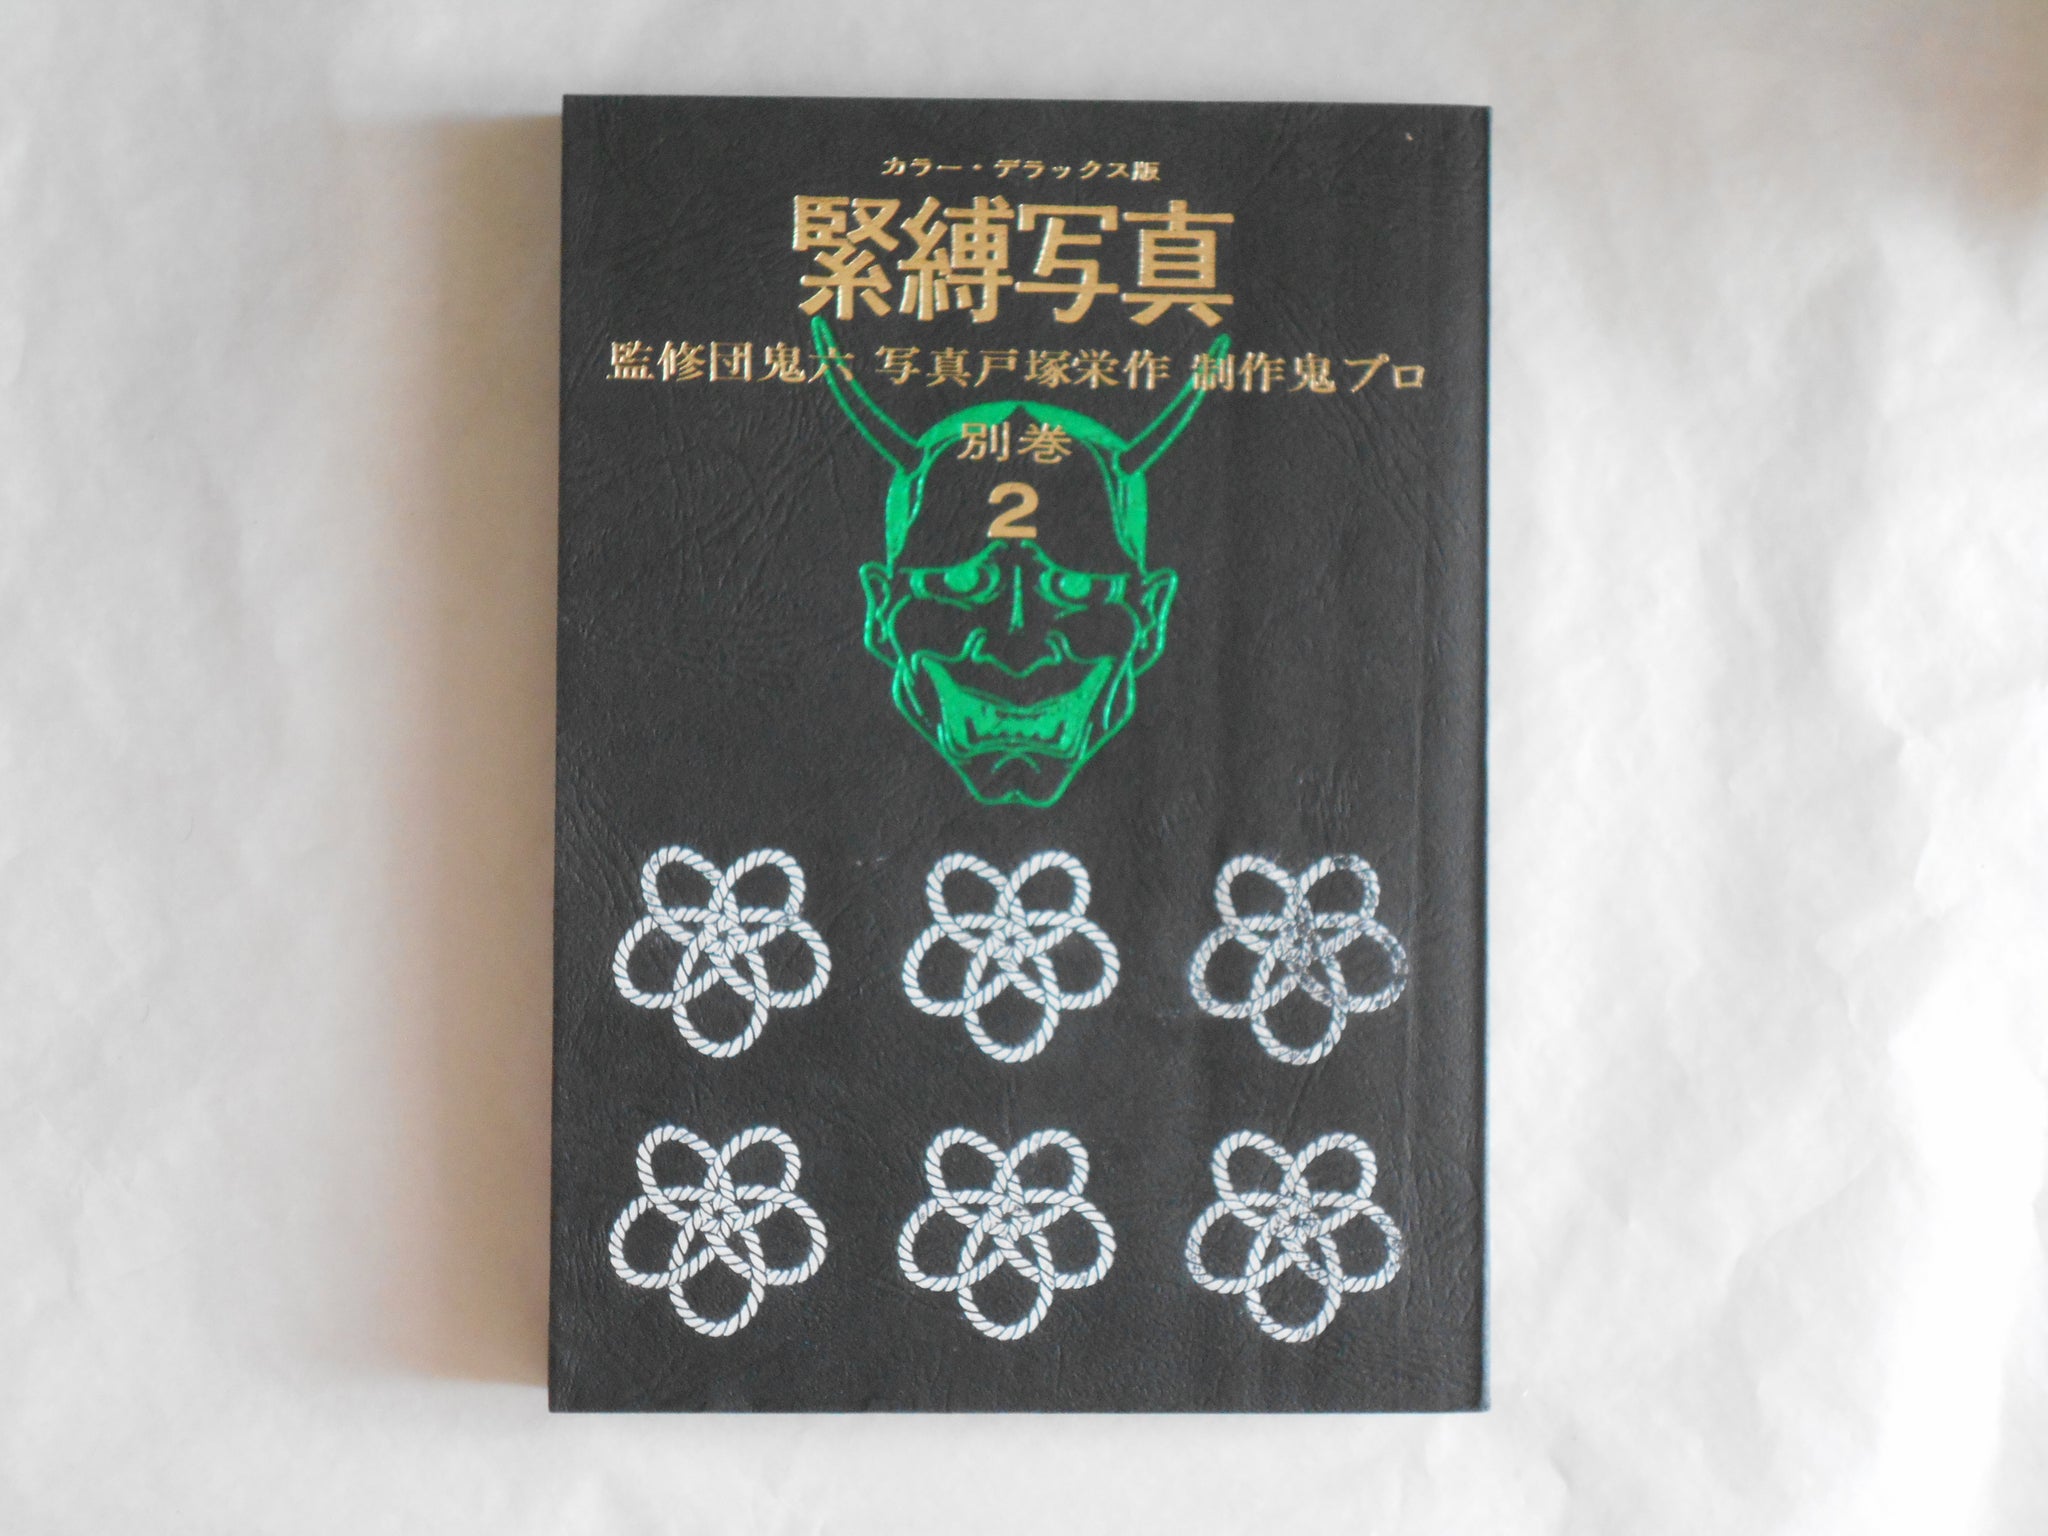 カラー・デラックス版
緊縛写真
監修団鬼六 写真戸塚栄作 制作鬼プロ
別巻
2